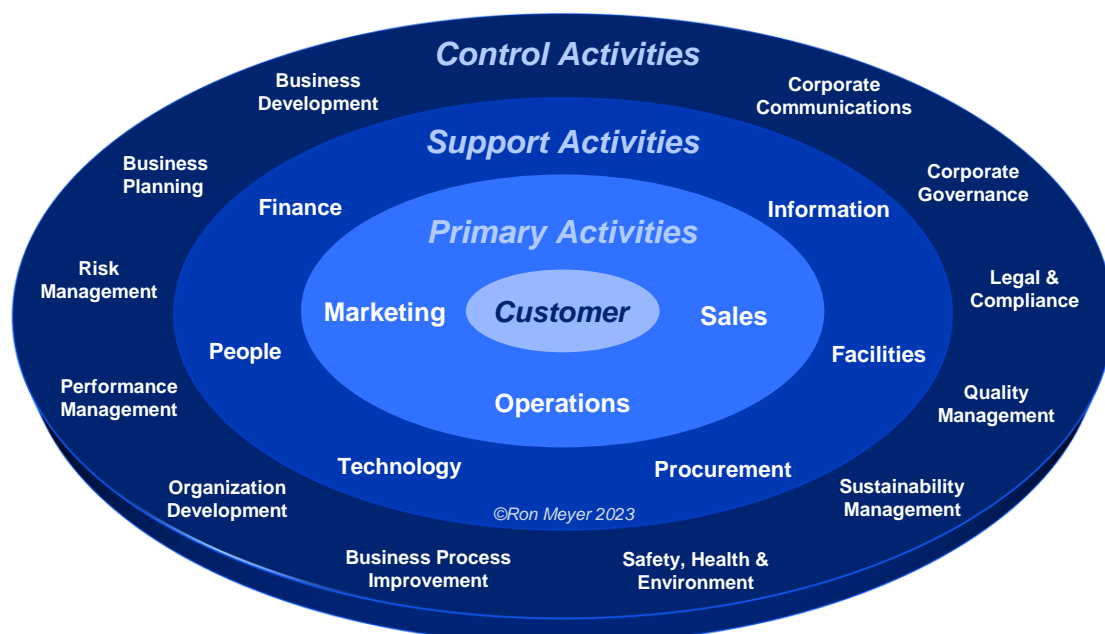 Control Activities
Business
Development
Corporate
Communications
Support Activities
Business
Planning
Corporate
Governance
Finance
Information
Primary Activities
Risk
Management
Legal &
Compliance
Marketing
Customer
Sales
People
Facilities
Performance
Management
Quality
Management
Operations
Technology
Procurement
Organization
Development
Sustainability
Management
©Ron Meyer 2023
Business Process
Improvement
Safety, Health &
Environment